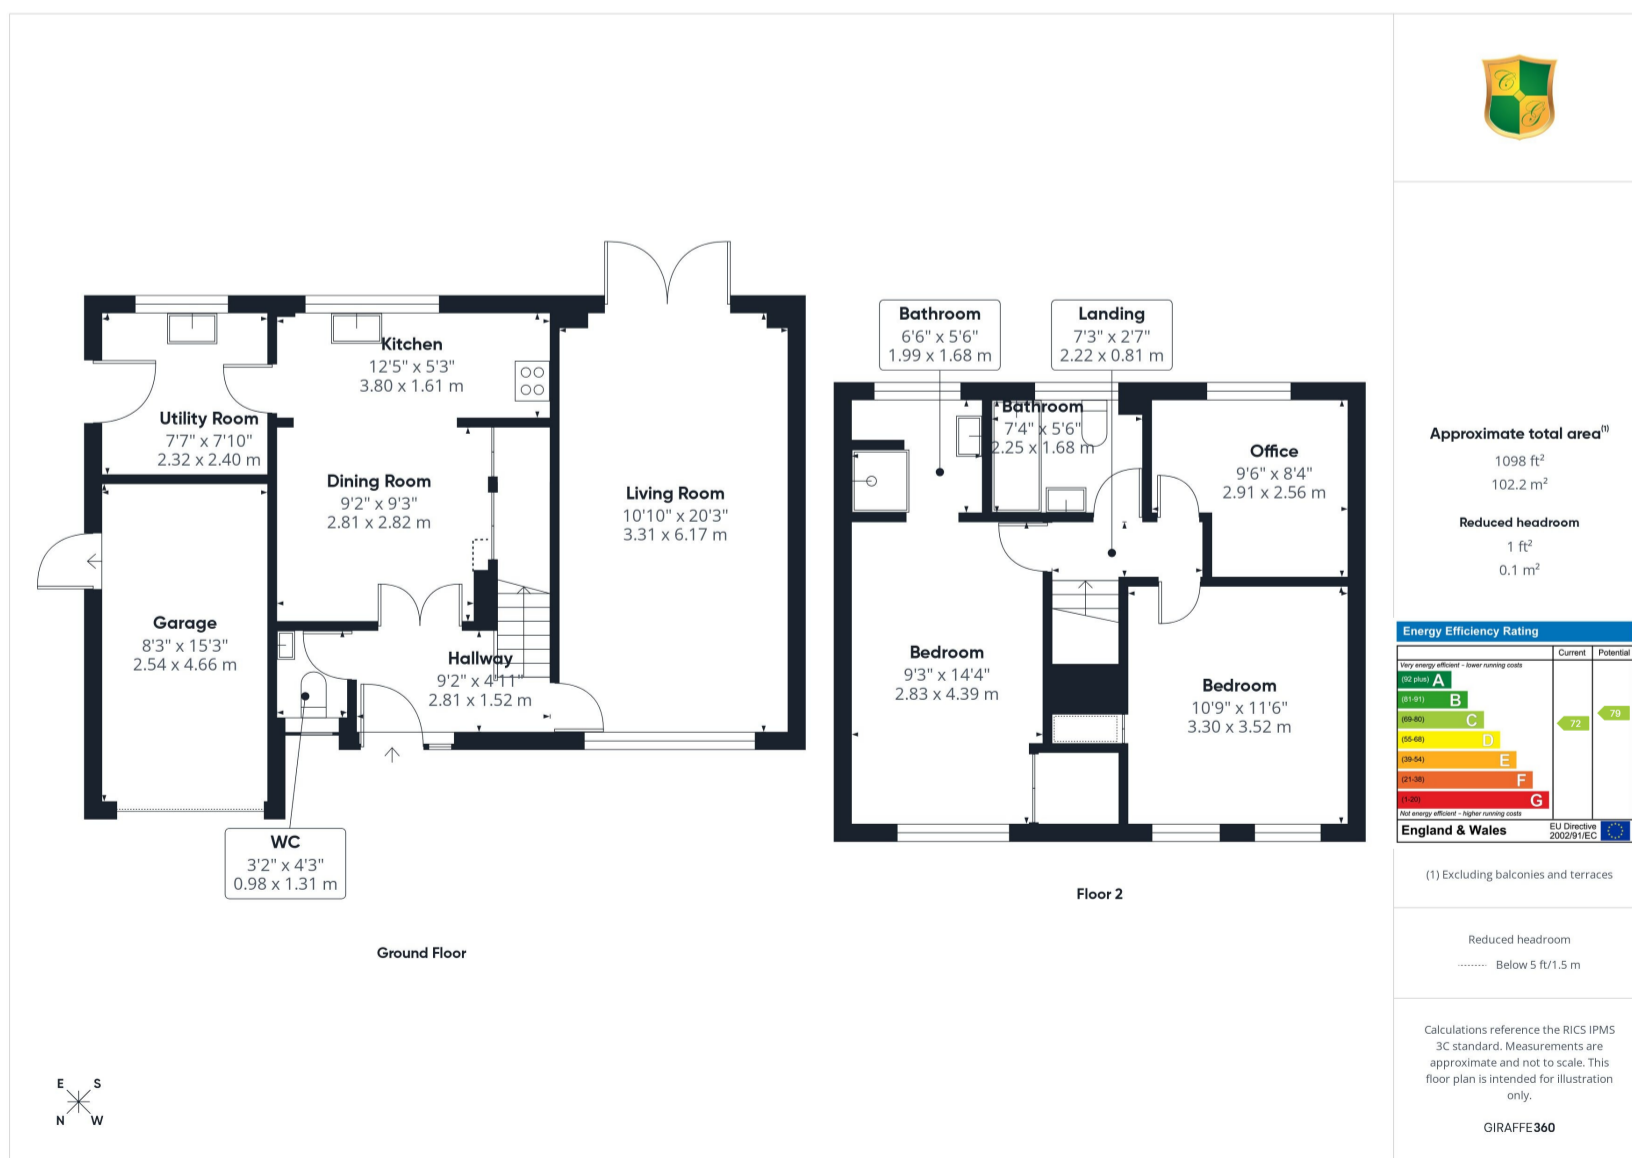 Kitchen
12'5" x 5'3"
3.80 x 1.61 m
Utility Room
7'7" x 7'10"
2.32 x 2.40 m
Dining Room
9'2" x 9'3"
2.81 x 2.82 m
Living Room
10'10" x 20'3"
3.31 x 6.17 m
Garage
8'3" x 15'3"
2.54 x 4.66 m
Hallway
9'2" x 4'11"
2.81 x 1.52 m
WC
3'2" x 4'3"
0.98 x 1.31 m
Ground Floor
Bathroom
6'6" x 5'6"
1.99 x 1.68 m
Landing
7'3" x 2'7"
2.22 x 0.81 m
Bathroom
7'4" x 5'6"
2.25 x 1.68 m
Office
9'6" x 8'4"
2.91 x 2.56 m
Bedroom
9'3" x 14'4"
2.83 x 4.39 m
Bedroom
10'9" x 11'6"
3.30 x 3.52 m
Floor 2
E S
N W
C
G
Approximate total area(1)
1098 ft²
102.2 m²
Reduced headroom
1 ft²
0.1 m²
Energy Efficiency Rating
Current Potential
Very energy efficient - lower running costs
(92 plus) A
(81-91) B
(69-80) C
(55-68) D
(39-54) E
(21-38) F
(1-20) G
72
79
Not energy efficient - higher running costs
England & Wales
EU Directive
2002/91/EC
(1) Excluding balconies and terraces
Reduced headroom
Below 5 ft/1.5 m
Calculations reference the RICS IPMS
3C standard. Measurements are
approximate and not to scale. This
floor plan is intended for illustration
only.
GIRAFFE360